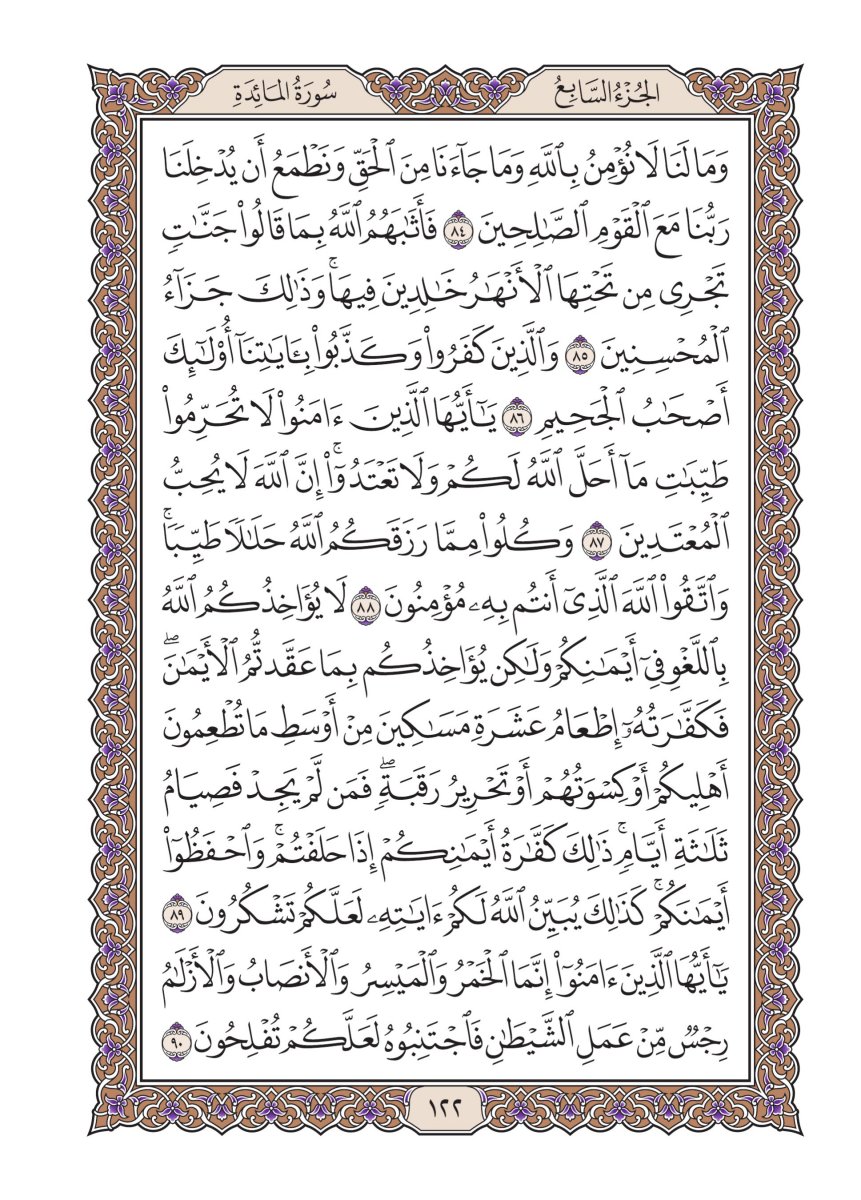 الجُزْءُ السَّابِعُ
سُورَةُ المَائِدَةِ
وَمَا لَنَا لَا نُؤْمِنُ بِٱللَّهِ وَمَا جَآءَنَا مِنَ ٱلْحَقِّ وَنَطْمَعُ أَن يُدْخِلَنَا
رَبُّنَا مَعَ ٱلْقَوْمِ ٱلصَّٰلِحِينَ ٨٤ فَأَثَٰبَهُمُ ٱللَّهُ بِمَا قَالُوا۟ جَنَّٰتٍ
تَجْرِى مِن تَحْتِهَا ٱلْأَنْهَٰرُ خَٰلِدِينَ فِيهَا ۚ وَذَٰلِكَ جَزَآءُ
ٱلْمُحْسِنِينَ ٨٥ وَٱلَّذِينَ كَفَرُوا۟ وَكَذَّبُوا۟ بِـَٔايَٰتِنَآ أُو۟لَٰٓئِكَ
أَصْحَٰبُ ٱلْجَحِيمِ ٨٦ يَٰٓأَيُّهَا ٱلَّذِينَ ءَامَنُوا۟ لَا تُحَرِّمُوا۟
طَيِّبَٰتِ مَآ أَحَلَّ ٱللَّهُ لَكُمْ وَلَا تَعْتَدُوٓا۟ ۚ إِنَّ ٱللَّهَ لَا يُحِبُّ
ٱلْمُعْتَدِينَ ٨٧ وَكُلُوا۟ مِمَّا رَزَقَكُمُ ٱللَّهُ حَلَٰلًا طَيِّبًا ۚ
وَٱتَّقُوا۟ ٱللَّهَ ٱلَّذِىٓ أَنتُم بِهِۦ مُؤْمِنُونَ ٨٨ لَا يُؤَاخِذُكُمُ ٱللَّهُ
بِٱللَّغْوِ فِىٓ أَيْمَٰنِكُمْ وَلَٰكِن يُؤَاخِذُكُم بِمَا عَقَّدتُّمُ ٱلْأَيْمَٰنَ ۖ
فَكَفَّٰرَتُهُۥٓ إِطْعَامُ عَشَرَةِ مَسَٰكِينَ مِنْ أَوْسَطِ مَا تُطْعِمُونَ
أَهْلِيكُمْ أَوْ كِسْوَتُهُمْ أَوْ تَحْرِيرُ رَقَبَةٍ ۖ فَمَن لَّمْ يَجِدْ فَصِيَامُ
ثَلَٰثَةِ أَيَّامٍ ۚ ذَٰلِكَ كَفَّٰرَةُ أَيْمَٰنِكُمْ إِذَا حَلَفْتُمْ ۚ وَٱحْفَظُوٓا۟
أَيْمَٰنَكُمْ ۚ كَذَٰلِكَ يُبَيِّنُ ٱللَّهُ لَكُمْ ءَايَٰتِهِۦ لَعَلَّكُمْ تَشْكُرُونَ ٨٩
يَٰٓأَيُّهَا ٱلَّذِينَ ءَامَنُوٓا۟ إِنَّمَا ٱلْخَمْرُ وَٱلْمَيْسِرُ وَٱلْأَنصَابُ وَٱلْأَزْلَٰمُ
رِجْسٌ مِّنْ عَمَلِ ٱلشَّيْطَٰنِ فَٱجْتَنِبُوهُ لَعَلَّكُمْ تُفْلِحُونَ ٩٠
١٢٢